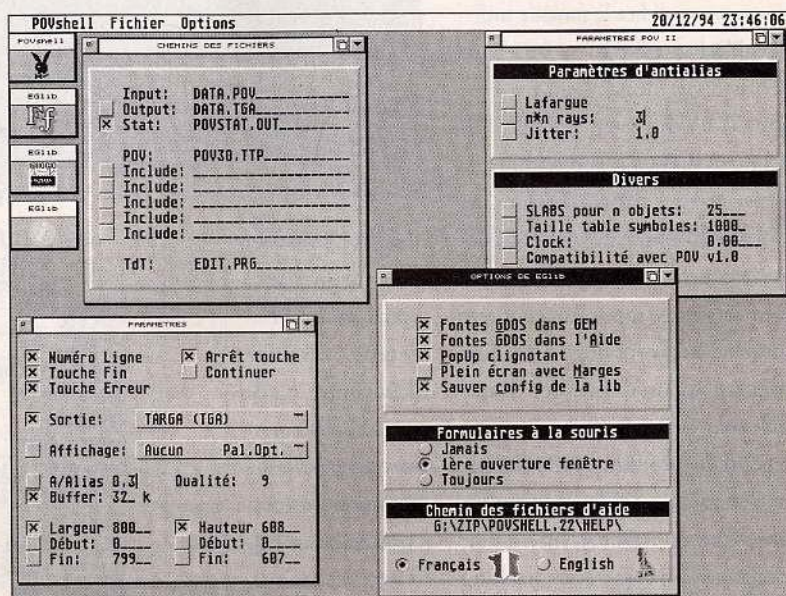 POVshell Fichier Options 20/12/94 23:46:06
POVshell
EGlib
EGlib
EGlib
CHEMINS DES FICHIERS
Input: DATA.POV
Output: DATA.TGA
Stat: POVSTAT.OUT
POV: POV30.TTP
Include:
Include:
Include:
Include:
Include:
TdT: EDIT.PRG
PARAMETRES POV II
Paramètres d'antialias
Lafargue
n*n rays: 3
Jitter: 1.0
Divers
SLABS pour n objets: 25
Taille table symboles: 1000
Clock: 0.00
Compatibilité avec POV v1.0
PARAMETRES
Numéro Ligne Arrêt touche
Touche Fin Continuer
Touche Erreur
Sortie: TARGA (TGA)
Affichage: Aucun Pal.Opt.
A/Alias 0.3 Qualité: 9
Buffer: 32 k
Largeur 800 Hauteur 608
Début: 0 Début: 0
Fin: 799 Fin: 607
OPTIONS DE EGlib
Fontes GDOS dans GEM
Fontes GDOS dans l'Aide
PopUp clignotant
Plein écran avec Marges
Sauver config de la lib
Formulaires à la souris
Jamais
1ère ouverture fenêtre
Toujours
Chemin des fichiers d'aide
G:\ZIP\POVSHELL.22\HELP\
Français English